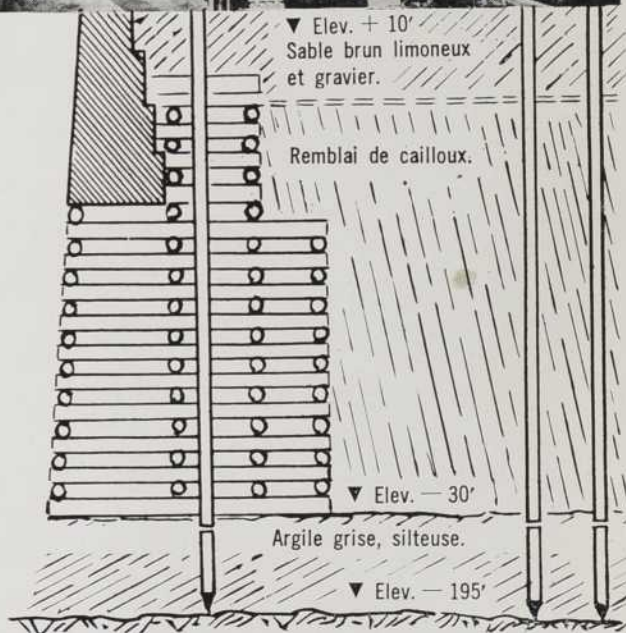 ▼ Elev. + 10′
Sable brun limoneux
et gravier.
Remblai de cailloux.
▼ Elev. — 30′
Argile grise, silteuse.
▼ Elev. — 195′